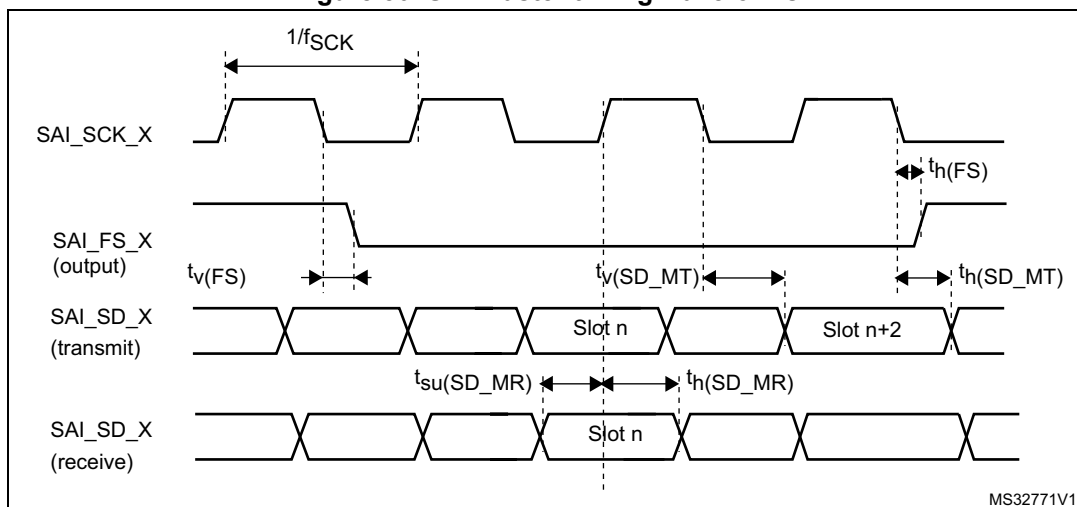 1/fSCK
SAI_SCK_X
th(FS)
SAI_FS_X
(output)
tv(FS)
tv(SD_MT)
th(SD_MT)
SAI_SD_X
(transmit)
Slot n
Slot n+2
tsu(SD_MR)
th(SD_MR)
SAI_SD_X
(receive)
Slot n
MS32771V1